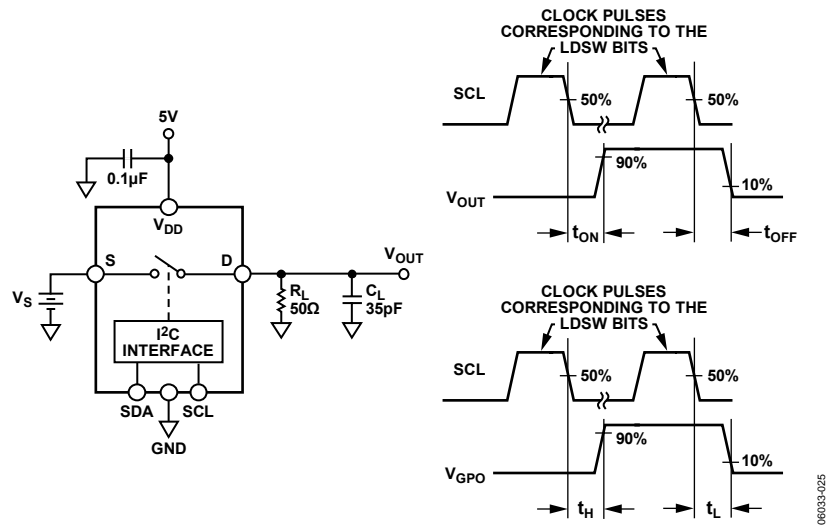 5V
0.1µF
VDD
S
D
VOUT
VS
RL
50Ω
CL
35pF
I2C
INTERFACE
SDA
SCL
GND
CLOCK PULSES
CORRESPONDING TO THE
LDSW BITS
SCL
50%
50%
90%
10%
VOUT
tON
tOFF
CLOCK PULSES
CORRESPONDING TO THE
LDSW BITS
SCL
50%
50%
90%
10%
VGPO
tH
tL
06033-025